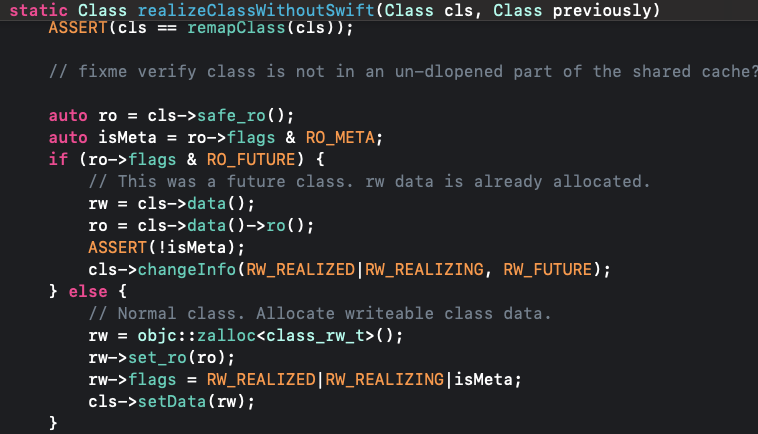 static Class realizeClassWithoutSwift(Class cls, Class previously)
    ASSERT(cls == remapClass(cls));

    // fixme verify class is not in an un-dlopened part of the shared cache?

    auto ro = cls->safe_ro();
    auto isMeta = ro->flags & RO_META;
    if (ro->flags & RO_FUTURE) {
        // This was a future class. rw data is already allocated.
        rw = cls->data();
        ro = cls->data()->ro();
        ASSERT(!isMeta);
        cls->changeInfo(RW_REALIZED|RW_REALIZING, RW_FUTURE);
    } else {
        // Normal class. Allocate writeable class data.
        rw = objc::zalloc<class_rw_t>();
        rw->set_ro(ro);
        rw->flags = RW_REALIZED|RW_REALIZING|isMeta;
        cls->setData(rw);
    }